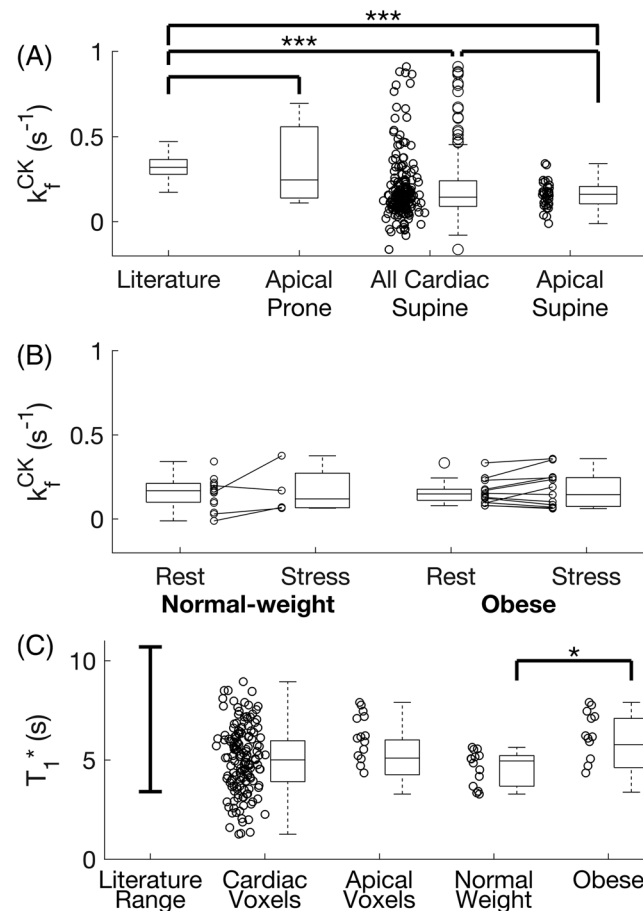 ***
***
(A)
1
0.5
0
k_f^CK (s⁻¹)
Literature
Apical
Prone
All Cardiac
Supine
Apical
Supine
(B)
1
0.5
0
k_f^CK (s⁻¹)
Rest
Stress
Rest
Stress
Normal-weight
Obese
(C)
*
10
5
0
T₁* (s)
Literature
Range
Cardiac
Voxels
Apical
Voxels
Normal
Weight
Obese